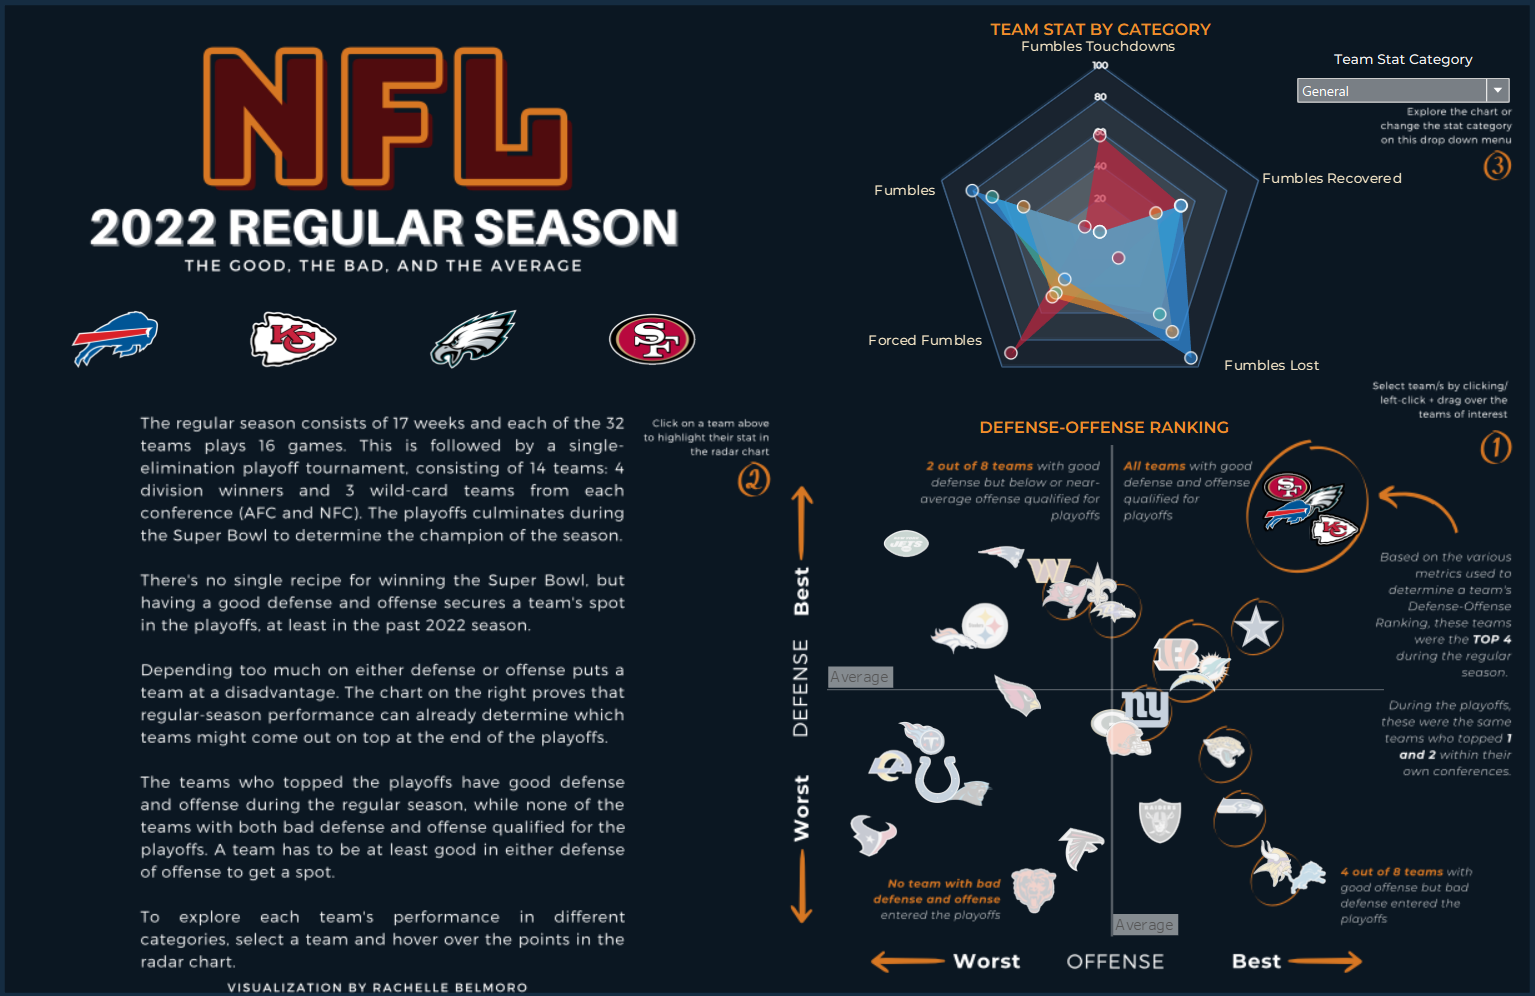 NFL
2022 REGULAR SEASON
THE GOOD, THE BAD, AND THE AVERAGE
KC
SF
The regular season consists of 17 weeks and each of the 32
teams plays 16 games. This is followed by a single-
elimination playoff tournament, consisting of 14 teams: 4
division winners and 3 wild-card teams from each
conference (AFC and NFC). The playoffs culminates during
the Super Bowl to determine the champion of the season.
There's no single recipe for winning the Super Bowl, but
having a good defense and offense secures a team's spot
in the playoffs, at least in the past 2022 season.
Depending too much on either defense or offense puts a
team at a disadvantage. The chart on the right proves that
regular-season performance can already determine which
teams might come out on top at the end of the playoffs.
The teams who topped the playoffs have good defense
and offense during the regular season, while none of the
teams with both bad defense and offense qualified for the
playoffs. A team has to be at least good in either defense
of offense to get a spot.
To explore each team's performance in different
categories, select a team and hover over the points in the
radar chart.
VISUALIZATION BY RACHELLE BELMORO
Click on a team above
to highlight their stat in
the radar chart
2
TEAM STAT BY CATEGORY
Fumbles Touchdowns
100
80
60
40
20
Fumbles Recovered
Fumbles
Forced Fumbles
Fumbles Lost
Team Stat Category
General
Explore the chart or
change the stat category
on this drop down menu
3
Select team/s by clicking/
left-click + drag over the
teams of interest
1
DEFENSE-OFFENSE RANKING
2 out of 8 teams with good
defense but below or near-
average offense qualified for
playoffs
All teams with good
defense and offense
qualified for
playoffs
SF
KC
Based on the various
metrics used to
determine a team's
Defense-Offense
Ranking, these teams
were the TOP 4
during the regular
season.
During the playoffs,
these were the same
teams who topped 1
and 2 within their
own conferences.
Best
DEFENSE
Worst
Average
JETS
W
B
ny
G
RAIDERS
No team with bad
defense and offense
entered the playoffs
4 out of 8 teams with
good offense but bad
defense entered the
playoffs
Average
Worst
OFFENSE
Best